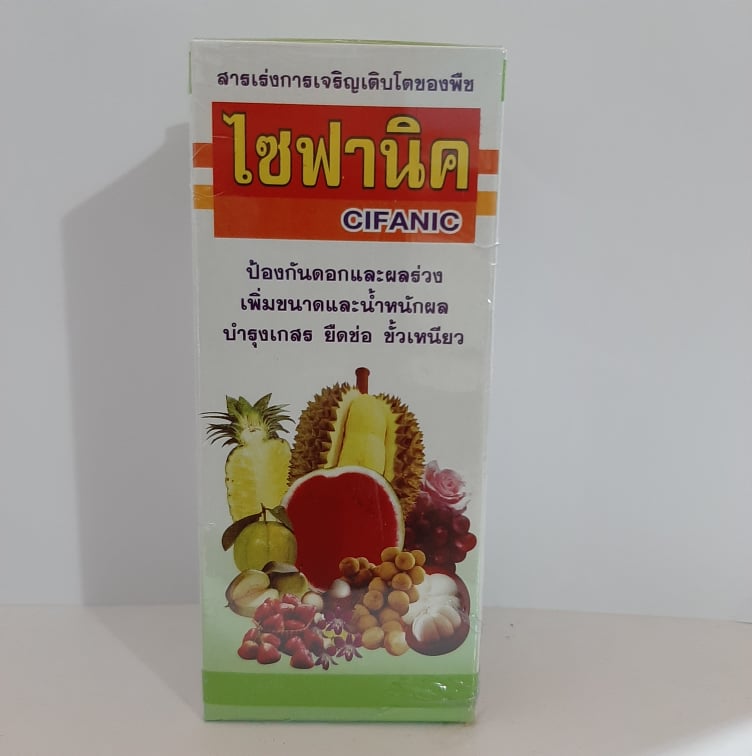 สารเร่งการเจริญเติบโตของพืช
ไซฟานิค
CIFANIC
ป้องกันดอกและผลร่วง
เพิ่มขนาดและน้ำหนักผล
บำรุงเกสร ยืดช่อ ขั้วเหนียว